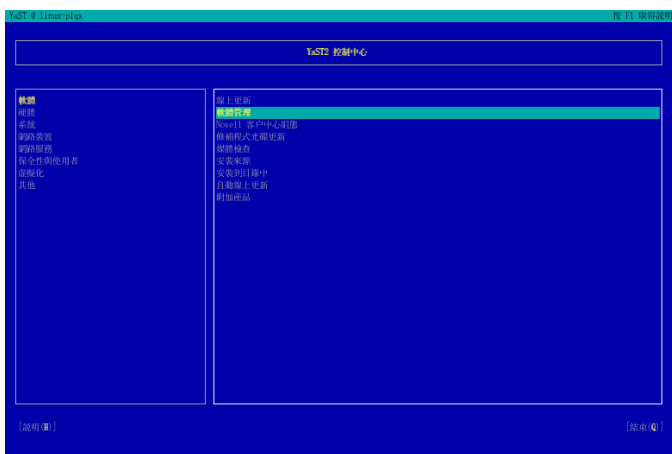 YaST @ linux-plqx 按 F1 取得說明
YaST2 控制中心
軟體
硬體
系統
網路裝置
網路服務
保全性與使用者
虛擬化
其他
線上更新
軟體管理
Novell 客户中心組態
修補程式光碟更新
媒體檢查
安裝來源
安裝到目錄中
自動線上更新
附加產品
[說明(H)] [結束(Q)]